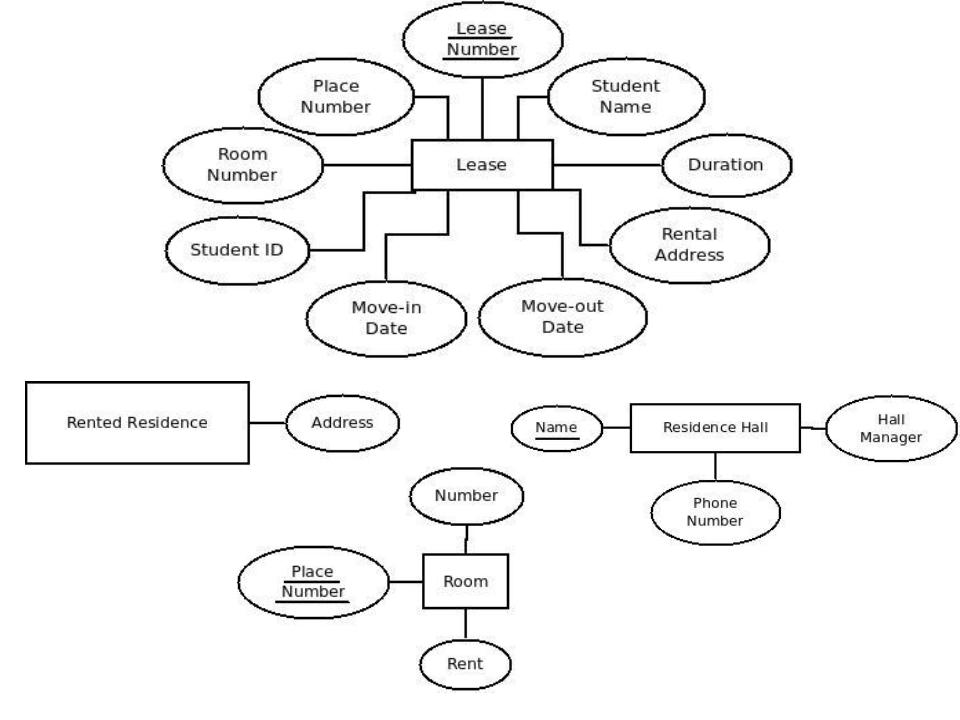 Lease
Number
Place
Number
Student
Name
Room
Number
Lease
Duration
Student ID
Rental
Address
Move-in
Date
Move-out
Date
Rented Residence
Address
Name
Residence Hall
Hall
Manager
Number
Phone
Number
Place
Number
Room
Rent